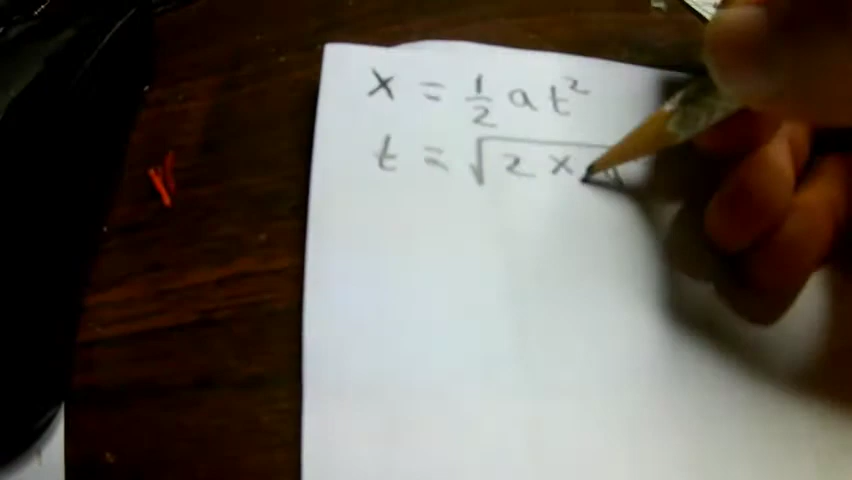 x = 1/2 at²
t = √2x